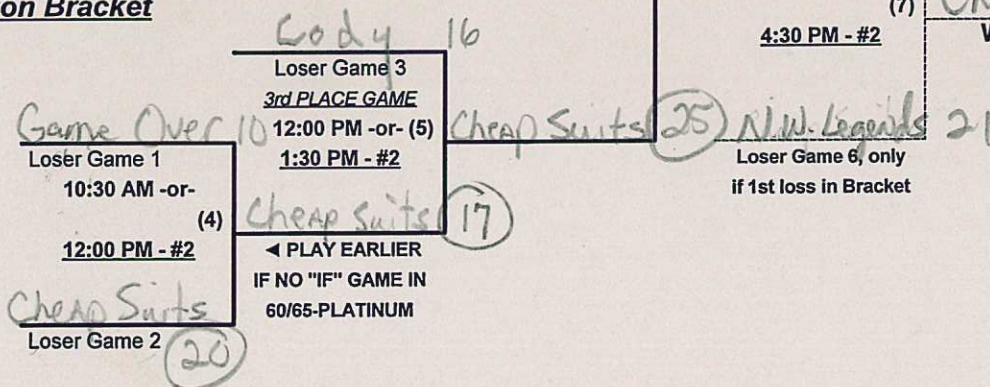 on Bracket
Cody 16
Loser Game 3
3rd PLACE GAME
12:00 PM -or- (5)
1:30 PM - #2
Game Over 10
Loser Game 1
10:30 AM -or-
(4)
12:00 PM - #2
Cheap Suits
Loser Game 2
20
Cheap Suits 17
◄ PLAY EARLIER
IF NO "IF" GAME IN
60/65-PLATINUM
Cheap Suits 25
(7)
4:30 PM - #2
N.W. Legends 21
Loser Game 6, only
if 1st loss in Bracket